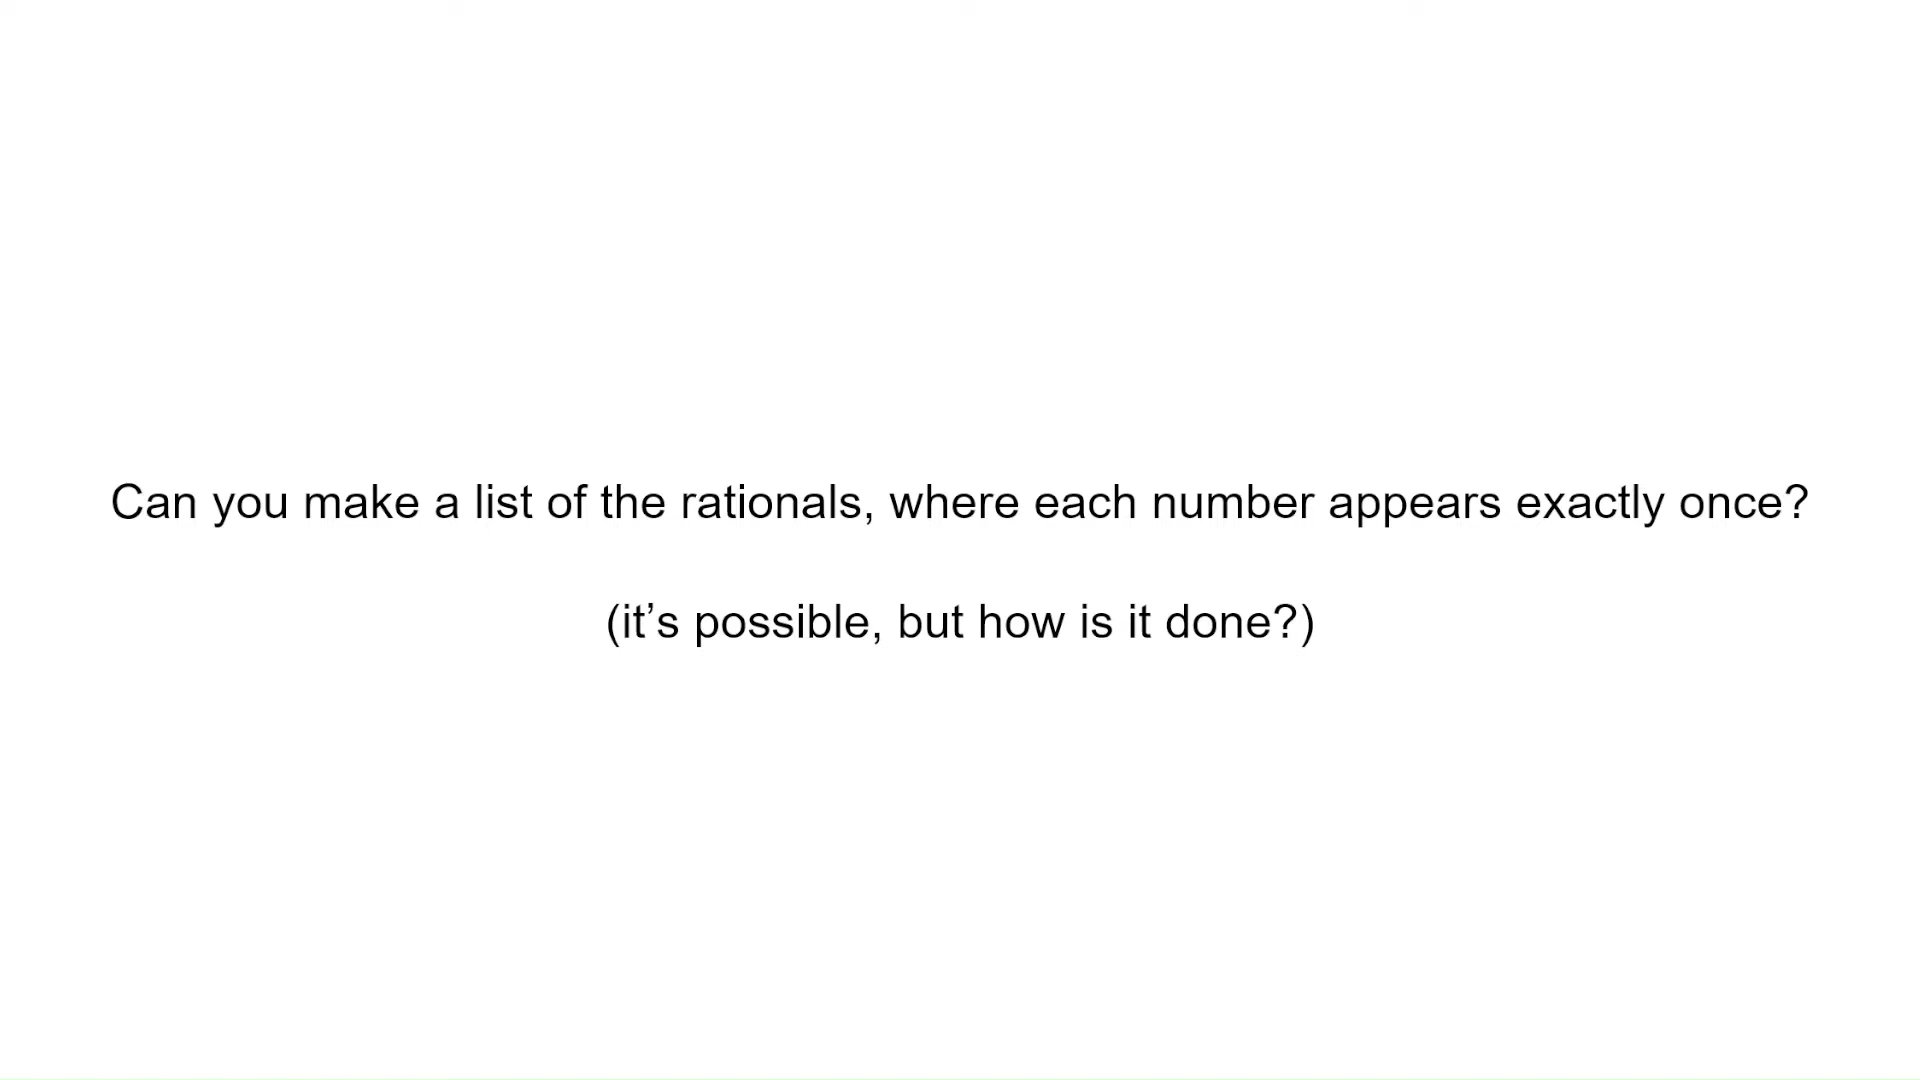 Can you make a list of the rationals, where each number appears exactly once?
(it’s possible, but how is it done?)